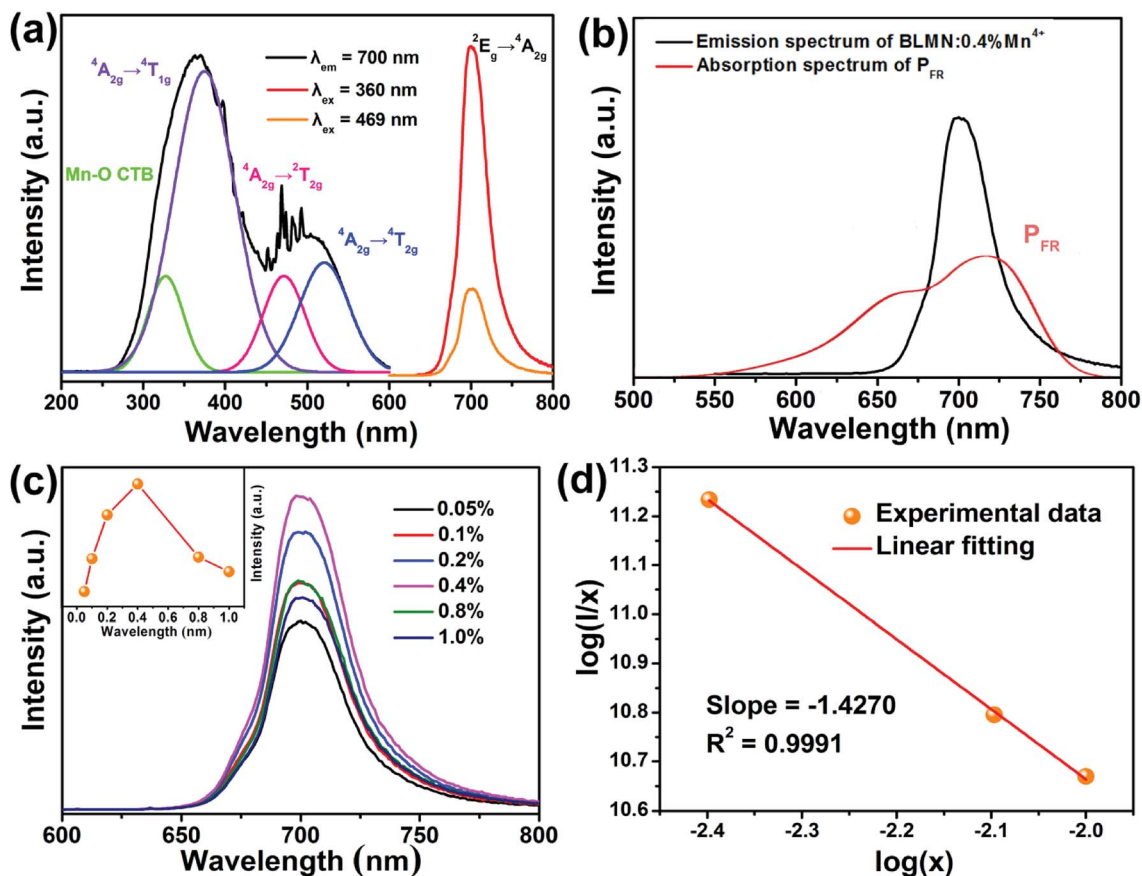 (a)
⁴A₂g→⁴T₁g
λem = 700 nm
λex = 360 nm
λex = 469 nm
²Eg→⁴A₂g
Mn-O CTB
⁴A₂g→²T₂g
⁴A₂g→⁴T₂g
Intensity (a.u.)
200 300 400 500 600 700 800
Wavelength (nm)
(b)
Emission spectrum of BLMN:0.4%Mn⁴⁺
Absorption spectrum of PFR
PFR
Intensity (a.u.)
500 550 600 650 700 750 800
Wavelength (nm)
(c)
Intensity (a.u.)
0.0 0.2 0.4 0.6 0.8 1.0
Wavelength (nm)
0.05%
0.1%
0.2%
0.4%
0.8%
1.0%
Intensity (a.u.)
600 650 700 750 800
Wavelength (nm)
(d)
Experimental data
Linear fitting
Slope = -1.4270
R² = 0.9991
log(I/x)
11.3
11.2
11.1
11.0
10.9
10.8
10.7
10.6
-2.4 -2.3 -2.2 -2.1 -2.0
log(x)